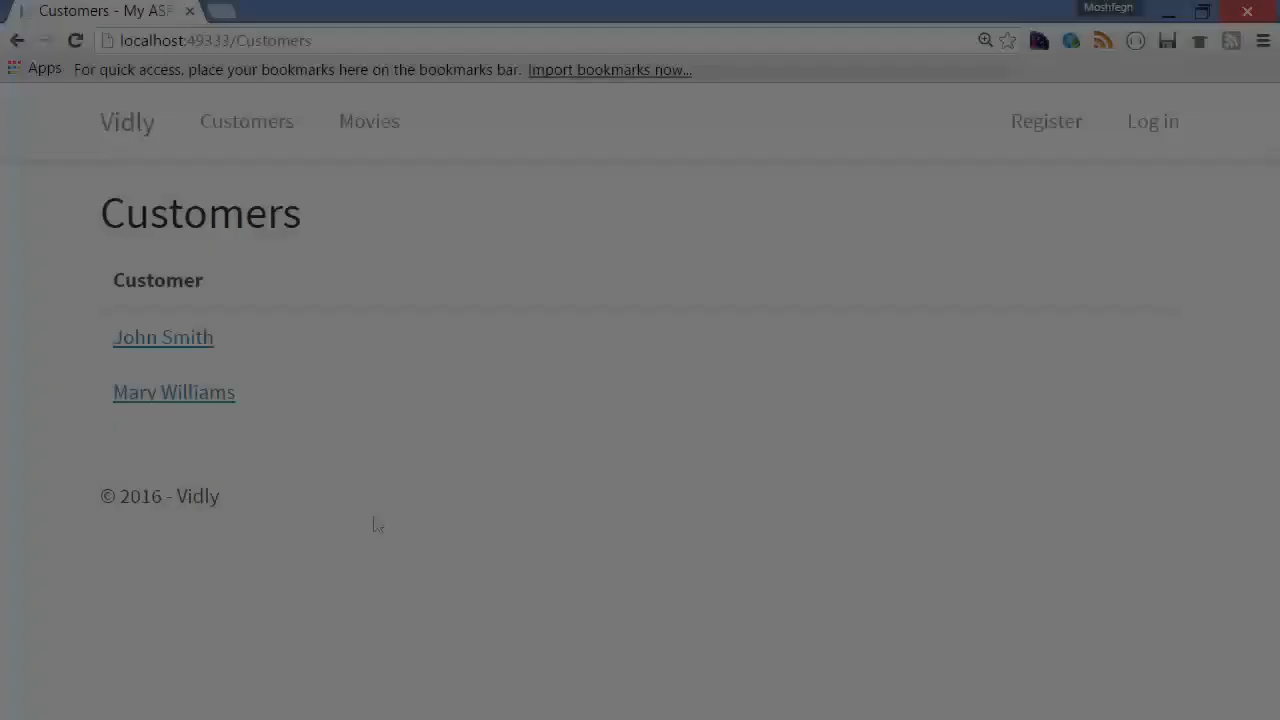 Customers - My ASP
Moshfegh
localhost:49333/Customers
Apps For quick access, place your bookmarks here on the bookmarks bar. Import bookmarks now...
Vidly Customers Movies Register Log in
Customers
Customer
John Smith
Mary Williams
© 2016 - Vidly